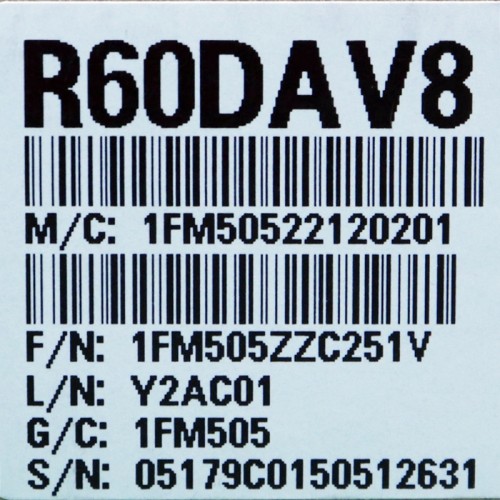 R60DAV8
M/C: 1FM50522120201
F/N: 1FM505ZZC251V
L/N: Y2AC01
G/C: 1FM505
S/N: 05179C0150512631